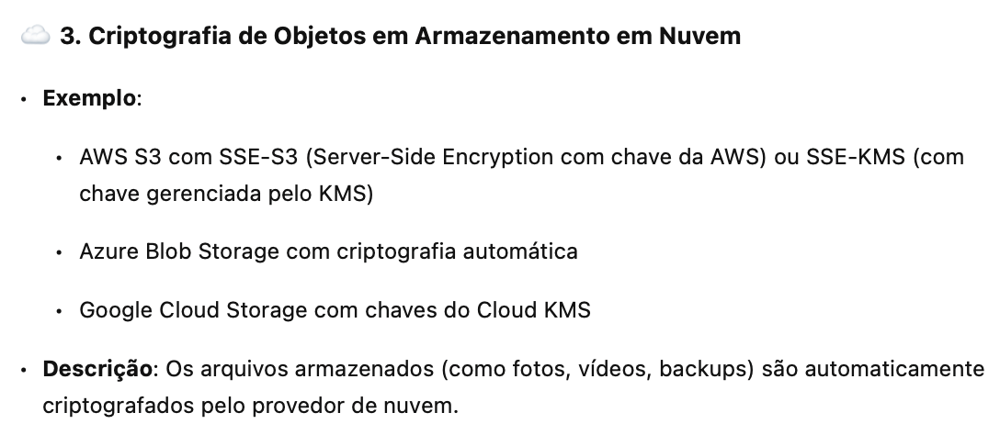 ☁️ 3. Criptografia de Objetos em Armazenamento em Nuvem
• Exemplo:
• AWS S3 com SSE-S3 (Server-Side Encryption com chave da AWS) ou SSE-KMS (com
chave gerenciada pelo KMS)
• Azure Blob Storage com criptografia automática
• Google Cloud Storage com chaves do Cloud KMS
• Descrição: Os arquivos armazenados (como fotos, vídeos, backups) são automaticamente
criptografados pelo provedor de nuvem.